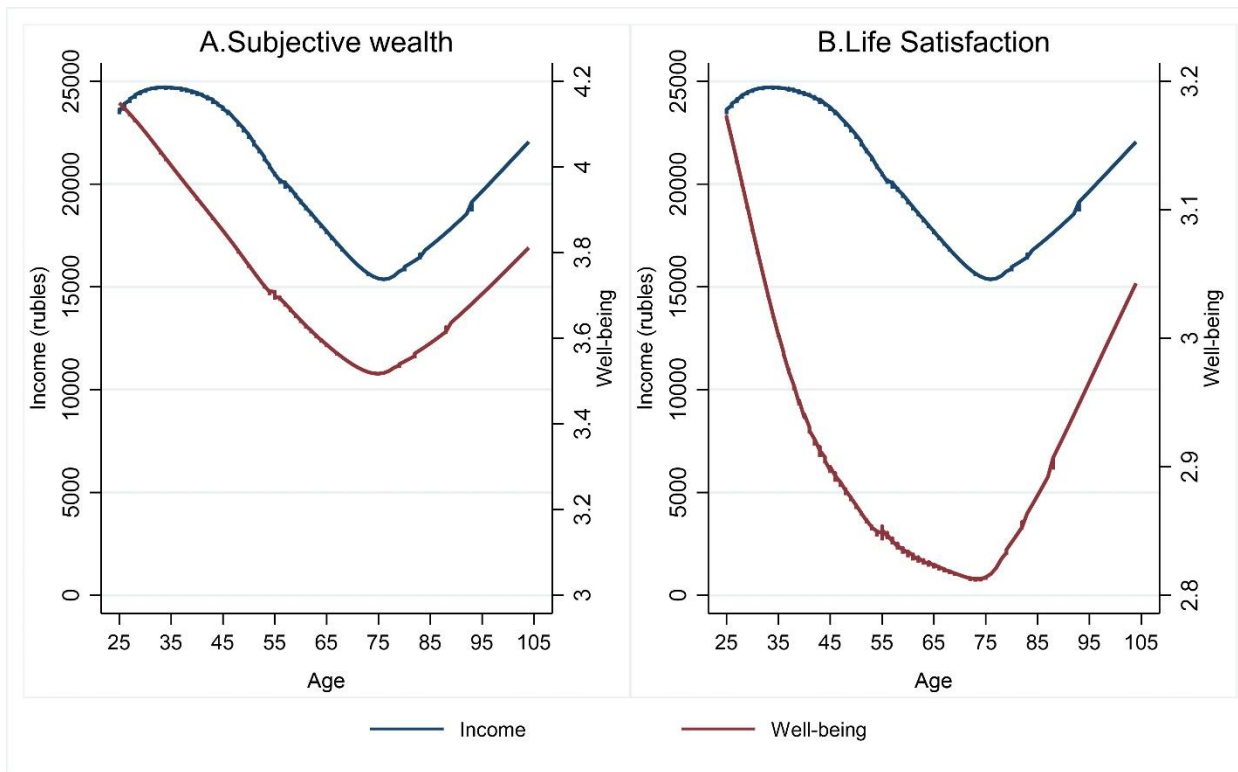 A.Subjective wealth
25000
20000
15000
10000
5000
0
Income (rubles)
4.2
4
3.8
3.6
3.4
3.2
3
Well-being
25 35 45 55 65 75 85 95 105
Age
B.Life Satisfaction
25000
20000
15000
10000
5000
0
Income (rubles)
3.2
3.1
3
2.9
2.8
Well-being
25 35 45 55 65 75 85 95 105
Age
Income Well-being